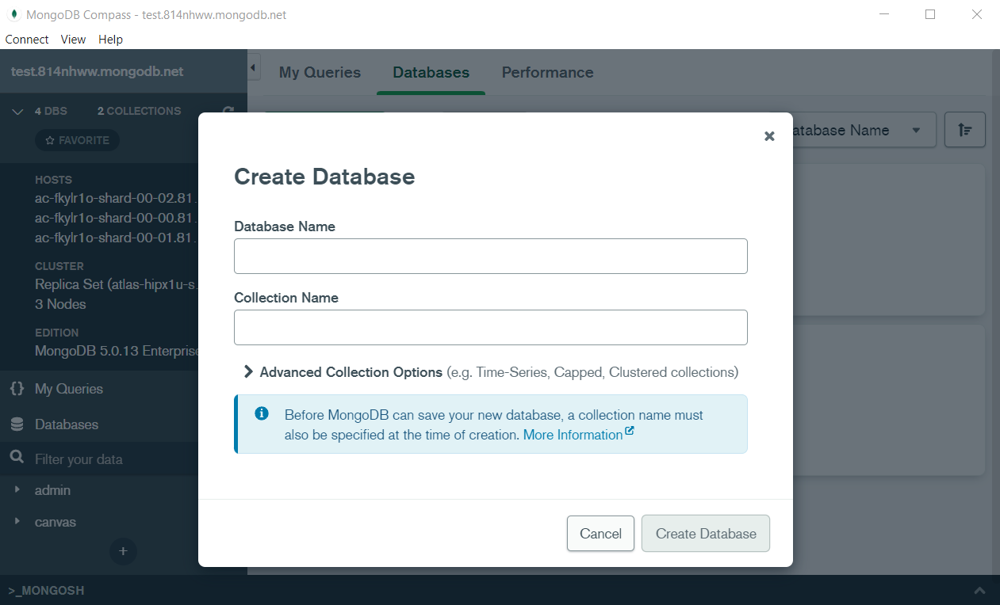 MongoDB Compass - test.814nhww.mongodb.net
Connect View Help
test.814nhww.mongodb.net
My Queries Databases Performance
4 DBS 2 COLLECTIONS
FAVORITE
atabase Name
HOSTS
ac-fkylr1o-shard-00-02.81.
ac-fkylr1o-shard-00-00.81.
ac-fkylr1o-shard-00-01.81.
CLUSTER
Replica Set (atlas-hipx1u-s.
3 Nodes
EDITION
MongoDB 5.0.13 Enterprise
{} My Queries
Databases
Filter your data
admin
canvas
+
Create Database
Database Name
Collection Name
Advanced Collection Options (e.g. Time-Series, Capped, Clustered collections)
Before MongoDB can save your new database, a collection name must
also be specified at the time of creation. More Information
Cancel Create Database
>_MONGOSH